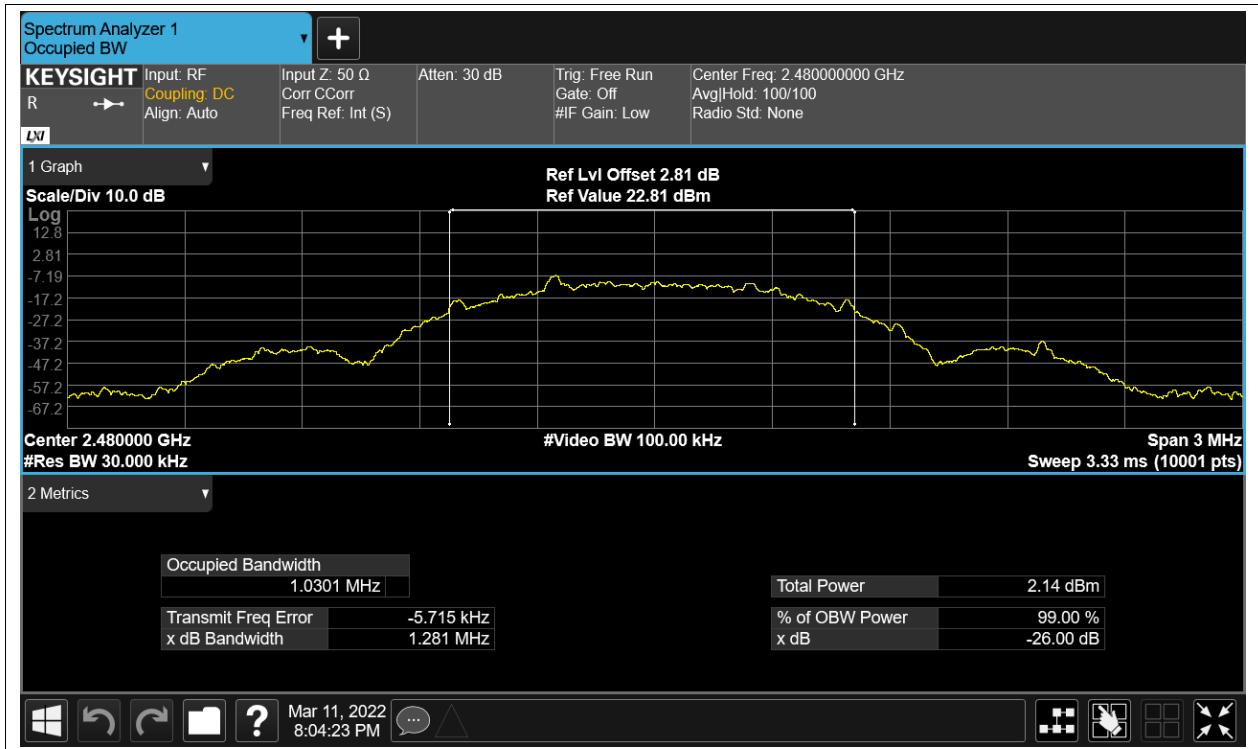 Spectrum Analyzer 1
Occupied BW
+
KEYSIGHT
R
LXI
Input: RF
Coupling: DC
Align: Auto
Input Z: 50 Ω
Corr CCorr
Freq Ref: Int (S)
Atten: 30 dB
Trig: Free Run
Gate: Off
#IF Gain: Low
Center Freq: 2.480000000 GHz
Avg|Hold: 100/100
Radio Std: None
1 Graph
Scale/Div 10.0 dB
Ref Lvl Offset 2.81 dB
Ref Value 22.81 dBm
Log
12.8
2.81
-7.19
-17.2
-27.2
-37.2
-47.2
-57.2
-67.2
Center 2.480000 GHz
#Res BW 30.000 kHz
#Video BW 100.00 kHz
Span 3 MHz
Sweep 3.33 ms (10001 pts)
2 Metrics
Occupied Bandwidth
1.0301 MHz
Transmit Freq Error -5.715 kHz
x dB Bandwidth 1.281 MHz
Total Power 2.14 dBm
% of OBW Power 99.00 %
x dB -26.00 dB
?
Mar 11, 2022
8:04:23 PM